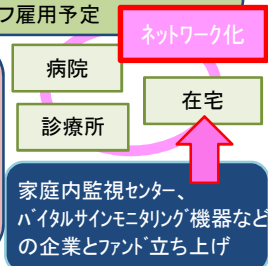 フ雇用予定
ネットワーク化
病院
在宅
診療所
家庭内監視センター、
バイタルサインモニタリング機器など
の企業とファンド立ち上げ